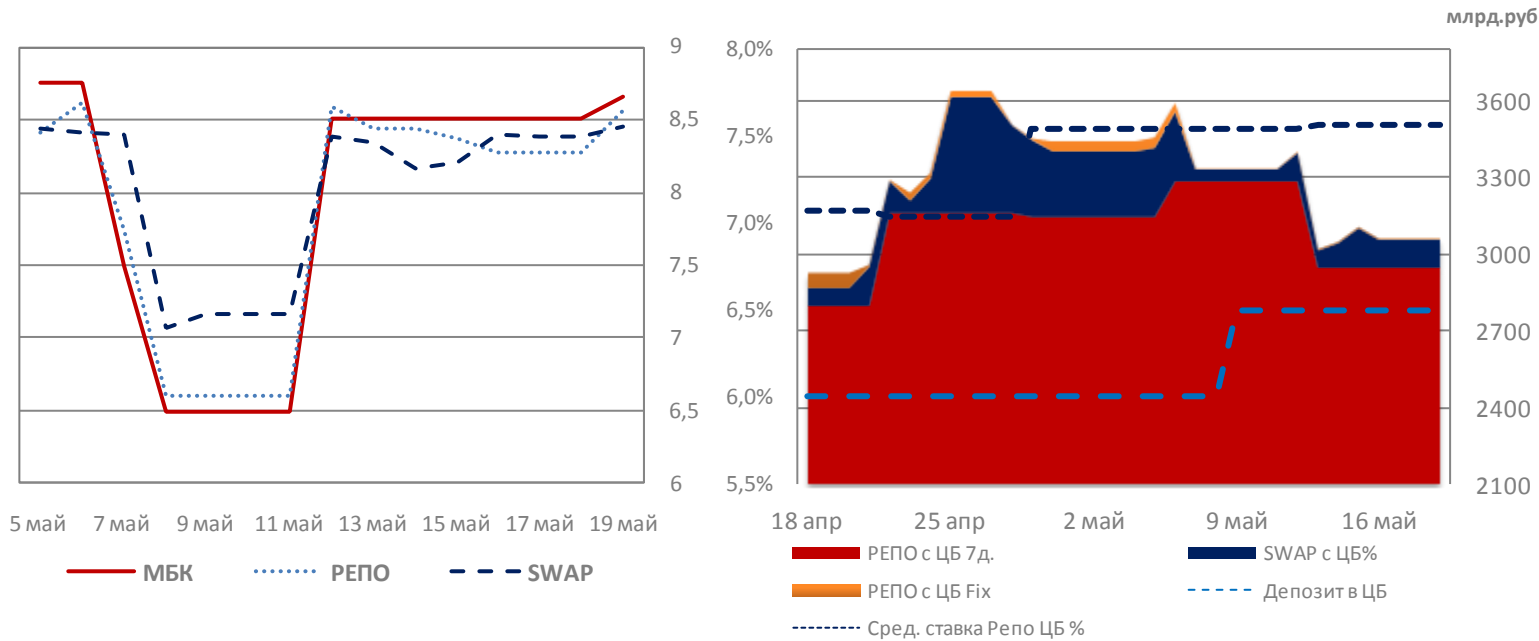 9
8,5
8
7,5
7
6,5
6
5 май 7 май 9 май 11 май 13 май 15 май 17 май 19 май
МБК РЕПО SWAP
млрд.руб
8,0%
7,5%
7,0%
6,5%
6,0%
5,5%
3600
3300
3000
2700
2400
2100
18 апр 25 апр 2 май 9 май 16 май
РЕПО с ЦБ 7д. SWAP с ЦБ%
РЕПО с ЦБ Fix Депозит в ЦБ
Сред. ставка Репо ЦБ %